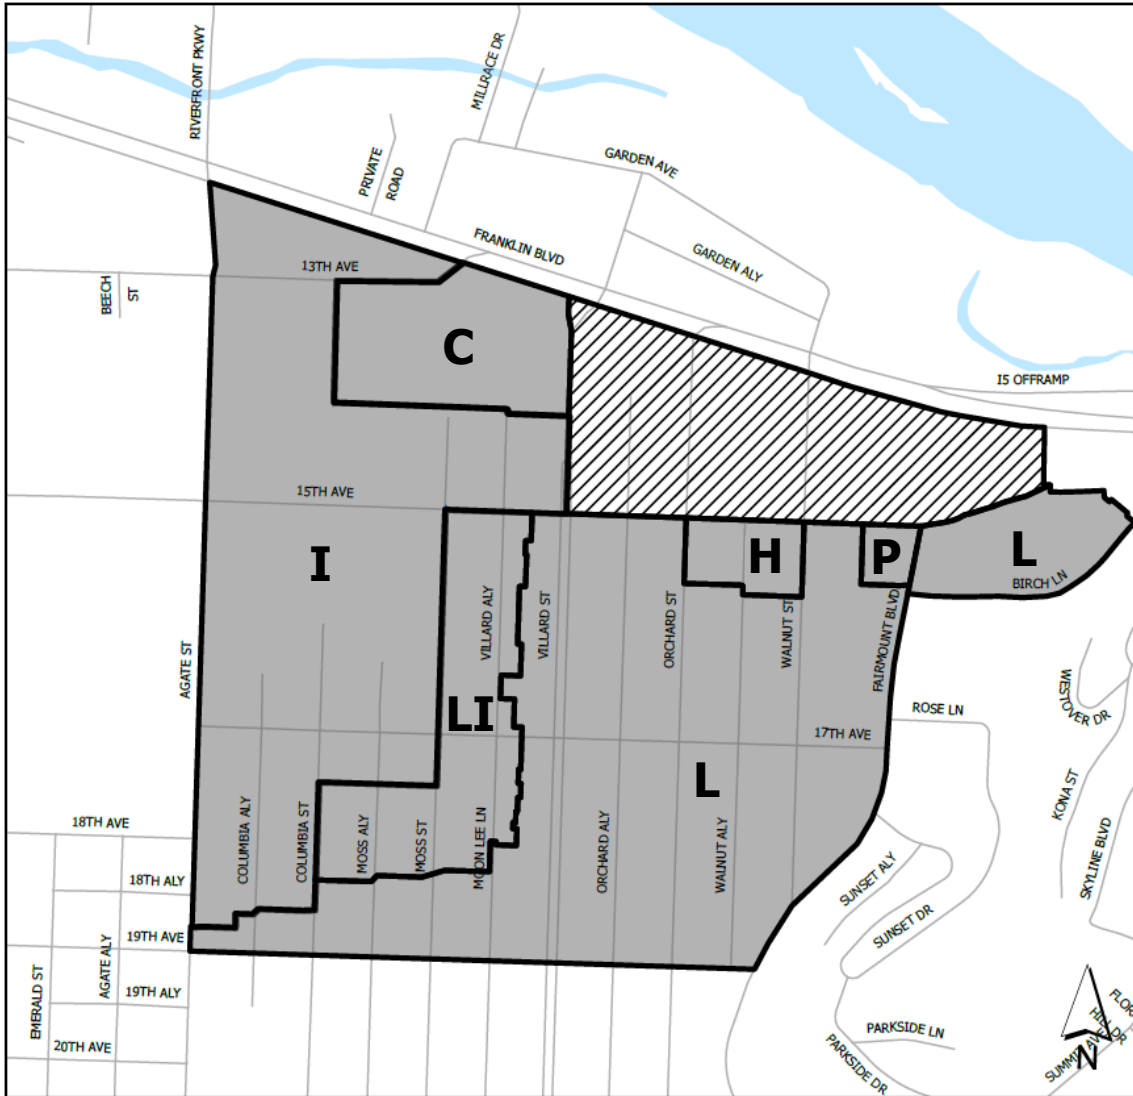 RIVERFRONT PKWY
MILLRACE DR
PRIVATE
ROAD
GARDEN AVE
FRANKLIN BLVD
GARDEN ALY
13TH AVE
BEECH
ST
C
I5 OFFRAMP
15TH AVE
I
H
P
L
BIRCH LN
VILLARD ALY
VILLARD ST
ORCHARD ST
WALNUT ST
FAIRMOUNT BLVD
AGATE ST
WESTOVER DR
ROSE LN
LI
17TH AVE
L
KONA ST
SKYLINE BLVD
18TH AVE
COLUMBIA ALY
COLUMBIA ST
MOSS ALY
MOSS ST
MOON LEE LN
ORCHARD ALY
WALNUT ALY
SUNSET ALY
18TH ALY
SUNSET DR
19TH AVE
AGATE ALY
EMERALD ST
19TH ALY
20TH AVE
PARKSIDE LN
PARKSIDE DR
HILL DR
SUMMIT AVE
N